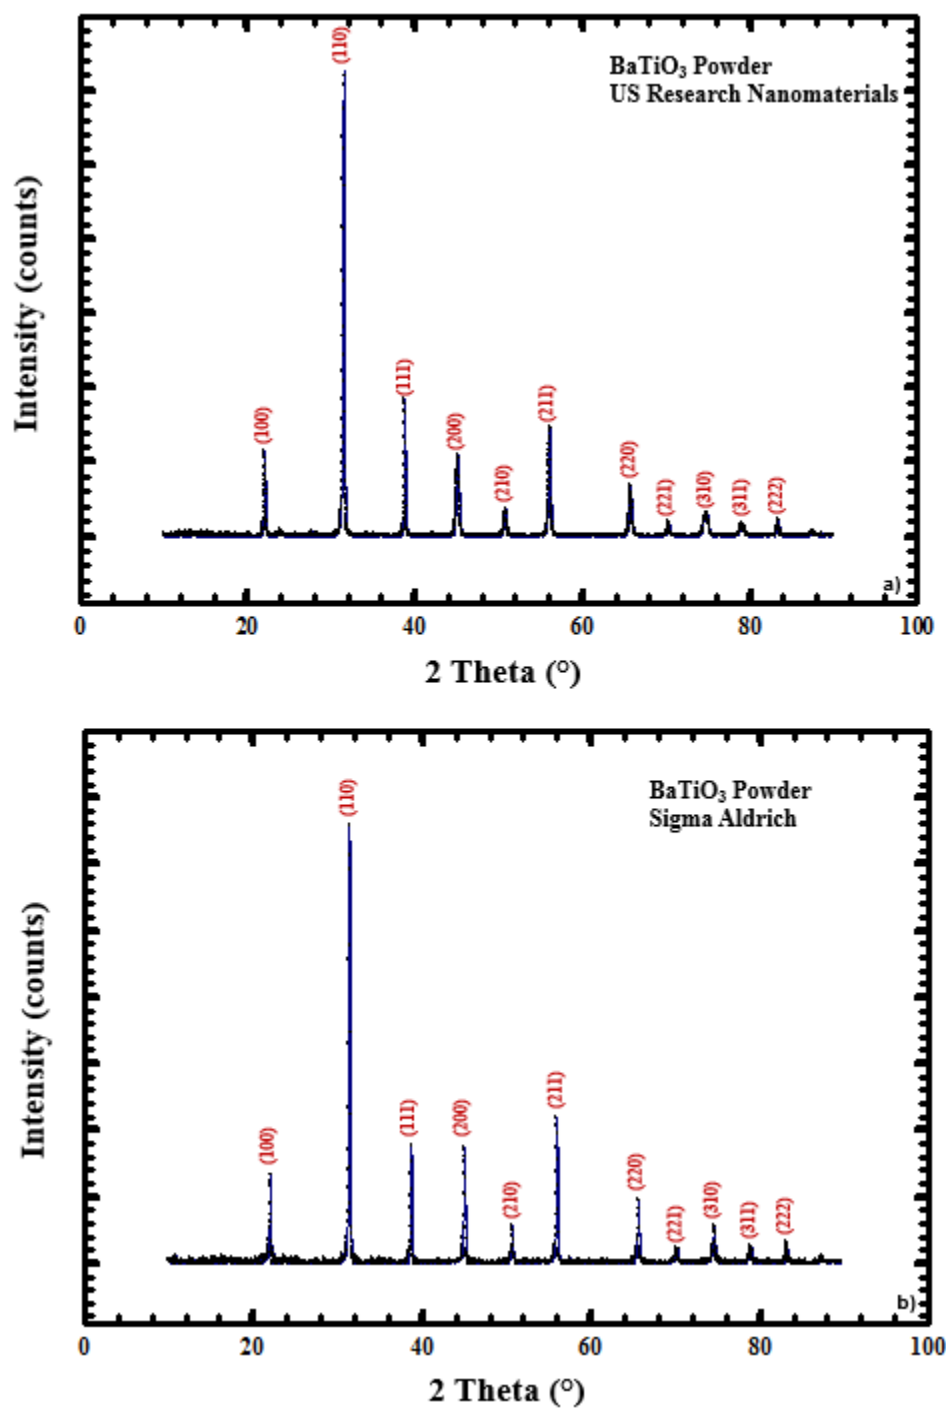 (110)
BaTiO₃ Powder
US Research Nanomaterials
Intensity (counts)
(111)
(211)
(100)
(200)
(220)
(210)
(221)
(310)
(311)
(222)
a)
0 20 40 60 80 100
2 Theta (°)
(110)
BaTiO₃ Powder
Sigma Aldrich
Intensity (counts)
(211)
(111)
(200)
(100)
(220)
(210)
(310)
(222)
(221)
(311)
b)
0 20 40 60 80 100
2 Theta (°)